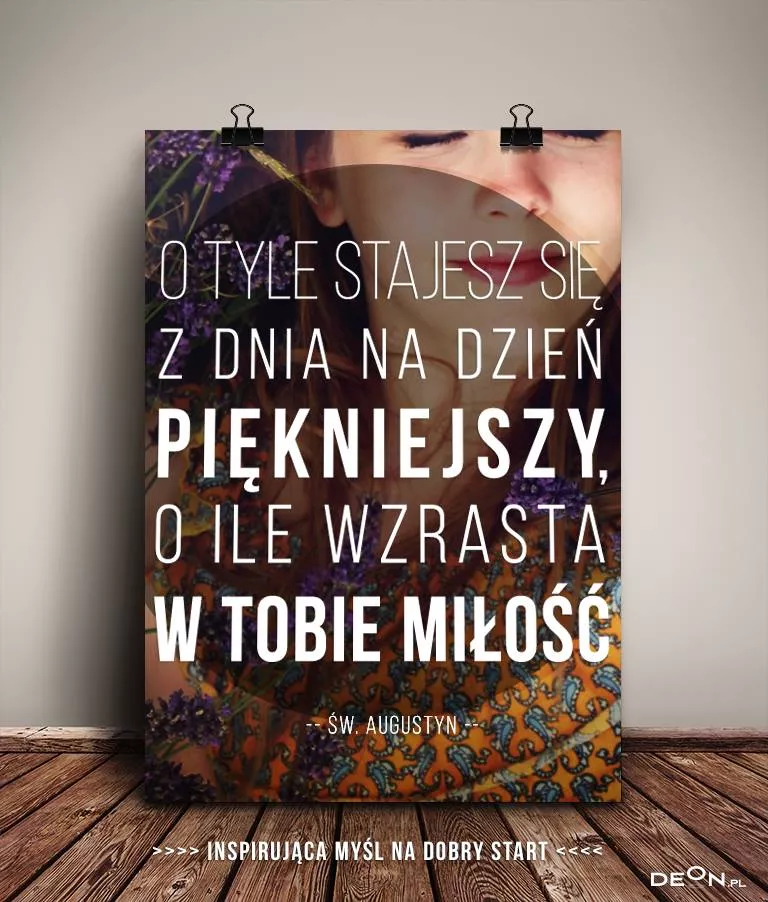 O TYLE STAJESZ SIĘ
Z DNIA NA DZIEŃ
PIĘKNIEJSZY,
O ILE WZRASTA
W TOBIE MIŁOŚĆ
-- ŚW. AUGUSTYN --
>>>> INSPIRUJĄCA MYŚL NA DOBRY START <<<<
DEON.PL